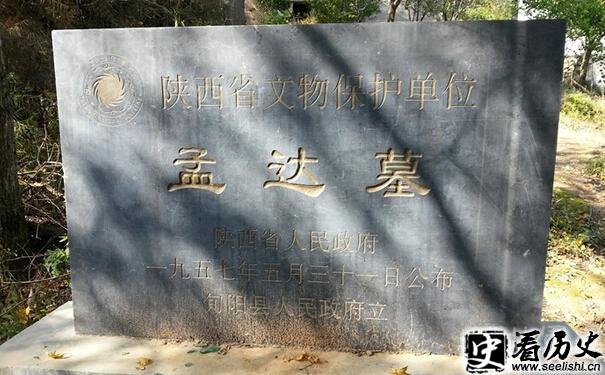 陕西省文物保护单位
孟达墓
陕西省人民政府
一九五七年五月三十一日公布
旬阳县人民政府立
史看历史
www.seelishi.cn